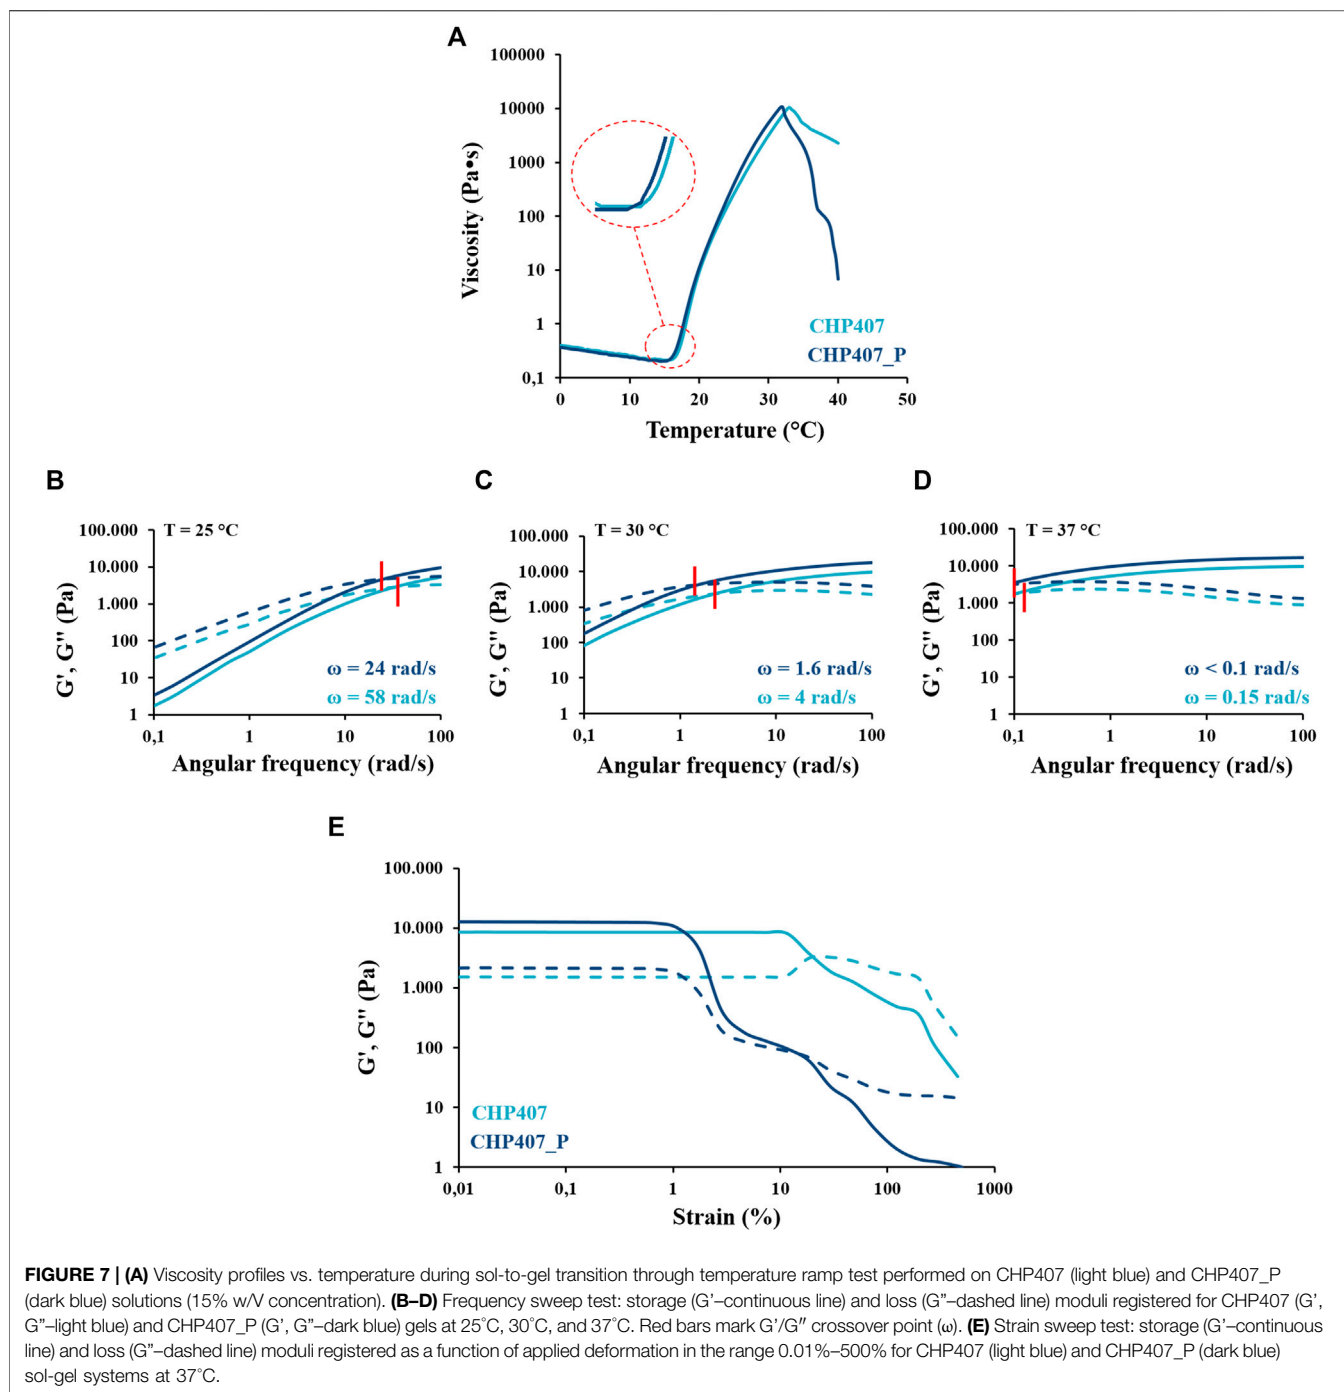 A
100.000
10000
1000
100
10
1
0,1
Viscosity (Pa•s)
0 10 20 30 40 50
Temperature (°C)
CHP407
CHP407_P
B
T = 25 °C
100.000
10.000
1.000
100
10
1
G', G" (Pa)
ω = 24 rad/s
ω = 58 rad/s
0,1 1 10 100
Angular frequency (rad/s)
C
T = 30 °C
100.000
10.000
1.000
100
10
1
G', G" (Pa)
ω = 1.6 rad/s
ω = 4 rad/s
0,1 1 10 100
Angular frequency (rad/s)
D
T = 37 °C
100.000
10.000
1.000
100
10
1
G', G" (Pa)
ω < 0.1 rad/s
ω = 0.15 rad/s
0,1 1 10 100
Angular frequency (rad/s)
E
100.000
10.000
1.000
100
10
1
G', G" (Pa)
CHP407
CHP407_P
0,01 0,1 1 10 100 1000
Strain (%)
FIGURE 7 | (A) Viscosity profiles vs. temperature during sol-to-gel transition through temperature ramp test performed on CHP407 (light blue) and CHP407_P
(dark blue) solutions (15% w/V concentration). (B–D) Frequency sweep test: storage (G’–continuous line) and loss (G”–dashed line) moduli registered for CHP407 (G’,
G”–light blue) and CHP407_P (G’, G”–dark blue) gels at 25°C, 30°C, and 37°C. Red bars mark G’/G″ crossover point (ω). (E) Strain sweep test: storage (G’–continuous
line) and loss (G”–dashed line) moduli registered as a function of applied deformation in the range 0.01%–500% for CHP407 (light blue) and CHP407_P (dark blue)
sol-gel systems at 37°C.